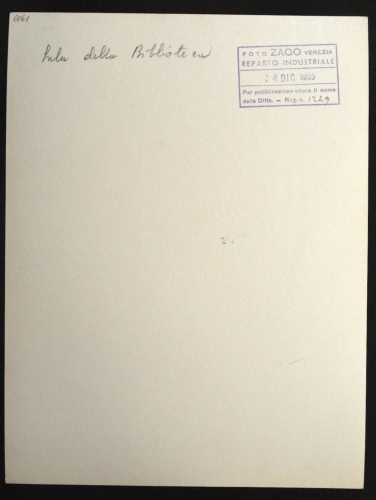 0061
Sala della Biblioteca
FOTO ZAGO VENEZIA
REPARTO INDUSTRIALE
24 DIC. 1955
Per pubblicazione citare il nome
della Ditta. — Neg. n. 1229